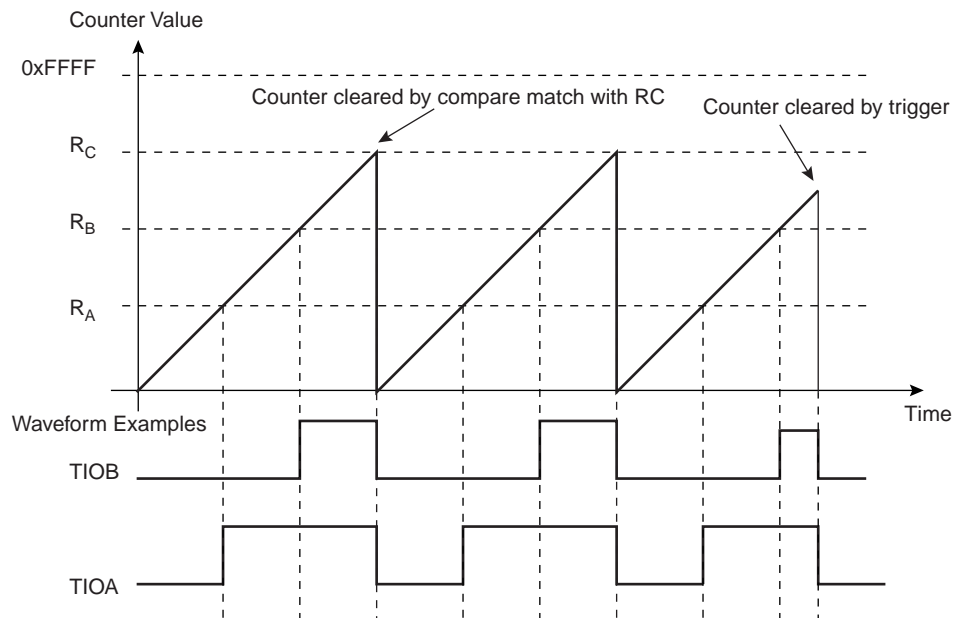 Counter Value
0xFFFF
Counter cleared by compare match with RC
Counter cleared by trigger
RC
RB
RA
Time
Waveform Examples
TIOB
TIOA